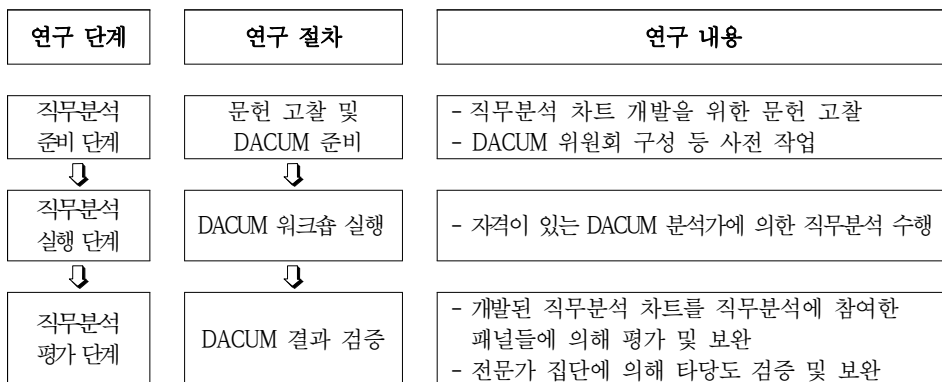 연구 단계
연구 절차
연구 내용
직무분석
준비 단계
문헌 고찰 및
DACUM 준비
- 직무분석 차트 개발을 위한 문헌 고찰
- DACUM 위원회 구성 등 사전 작업
직무분석
실행 단계
DACUM 워크숍 실행
- 자격이 있는 DACUM 분석가에 의한 직무분석 수행
직무분석
평가 단계
DACUM 결과 검증
- 개발된 직무분석 차트를 직무분석에 참여한
패널들에 의해 평가 및 보완
- 전문가 집단에 의해 타당도 검증 및 보완